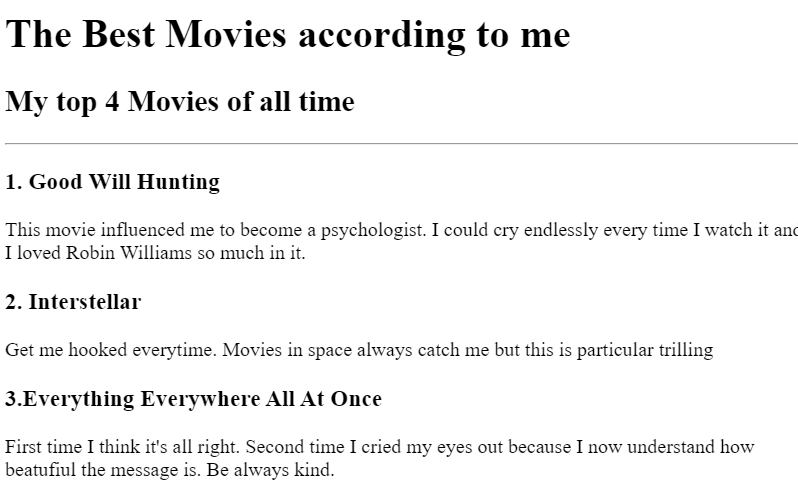 The Best Movies according to me
My top 4 Movies of all time
1. Good Will Hunting
This movie influenced me to become a psychologist. I could cry endlessly every time I watch it and
I loved Robin Williams so much in it.
2. Interstellar
Get me hooked everytime. Movies in space always catch me but this is particular trilling
3.Everything Everywhere All At Once
First time I think it's all right. Second time I cried my eyes out because I now understand how
beatufiul the message is. Be always kind.